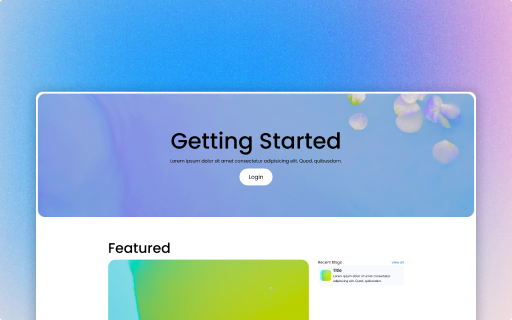 Getting Started
Lorem ipsum dolor sit amet consectetur adipisicing elit. Quod, quibusdam.
Login
Featured
Recent Blogs
View all
Title
Lorem ipsum dolor sit amet consectetur
adipisicing elit. Quod, quibusdam.